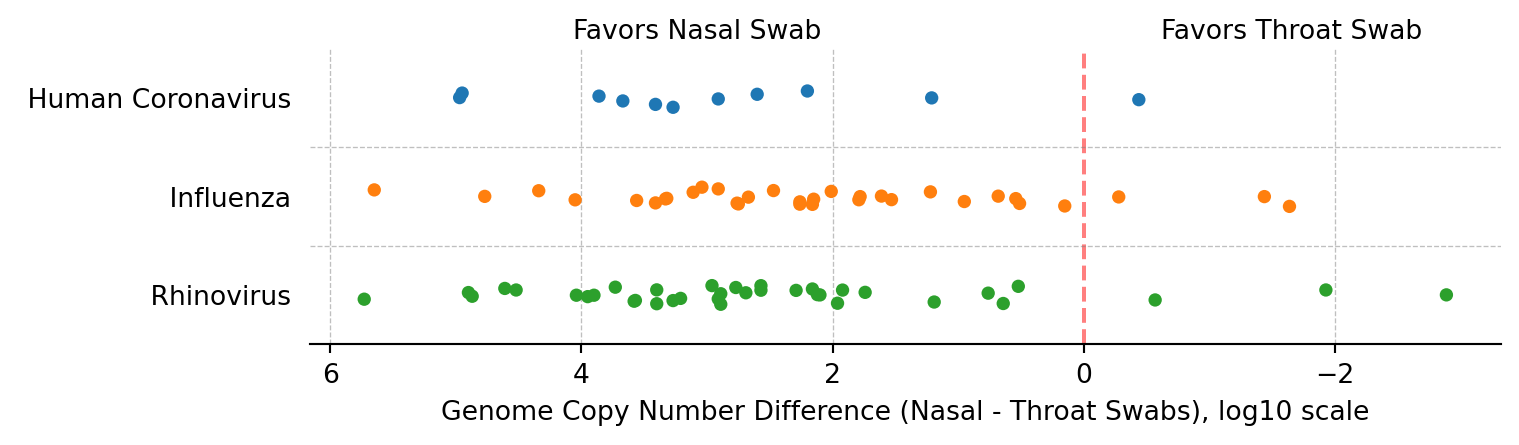 Favors Nasal Swab
Favors Throat Swab
Human Coronavirus
Influenza
Rhinovirus
6 4 2 0 −2
Genome Copy Number Difference (Nasal - Throat Swabs), log10 scale